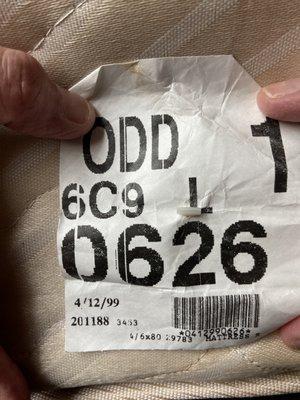 ODD 1
6C9 L
0626
4/12/99
201188 3453
*0412990626*
4/6x80 29783 MATTRESS